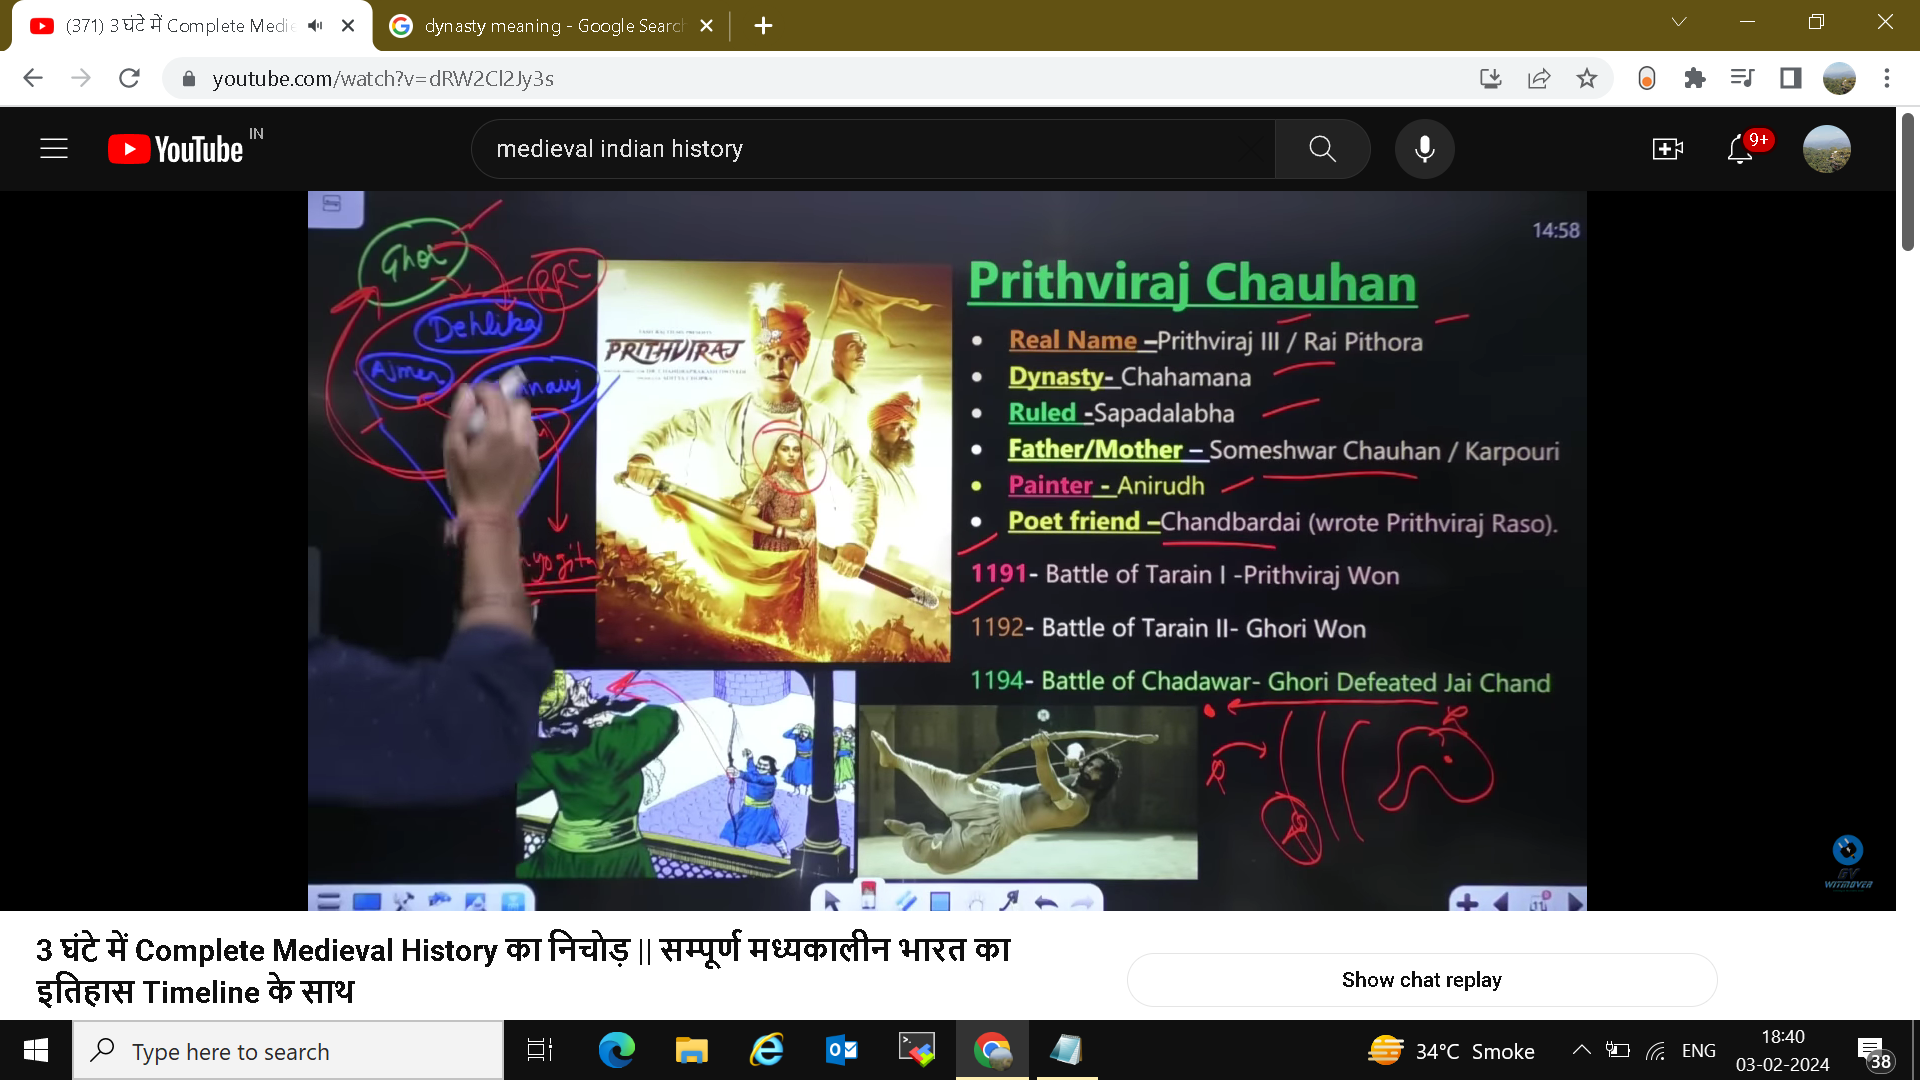 (371) 3 घंटे में Complete Medie
dynasty meaning - Google Search
youtube.com/watch?v=dRW2Cl2Jy3s
YouTube IN
medieval indian history
9+
14:58
Ghor
RRC
Dehlika
Ajmer
PRITHVIRAJ
Prithviraj Chauhan
• Real Name –Prithviraj III / Rai Pithora
• Dynasty- Chahamana
• Ruled -Sapadalabha
• Father/Mother – Someshwar Chauhan / Karpouri
• Painter - Anirudh
• Poet friend –Chandbardai (wrote Prithviraj Raso).
1191- Battle of Tarain I -Prithviraj Won
1192- Battle of Tarain II- Ghori Won
1194- Battle of Chadawar- Ghori Defeated Jai Chand
GV
WITMOVER
3 घंटे में Complete Medieval History का निचोड़ || सम्पूर्ण मध्यकालीन भारत का
इतिहास Timeline के साथ
Show chat replay
Type here to search
34°C Smoke
ENG
18:40
03-02-2024
38